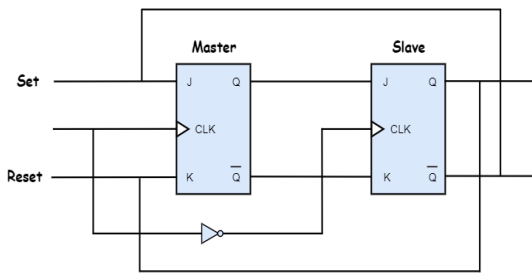 Master Slave
Set J Q J Q
CLK CLK
Reset K Q̅ K Q̅